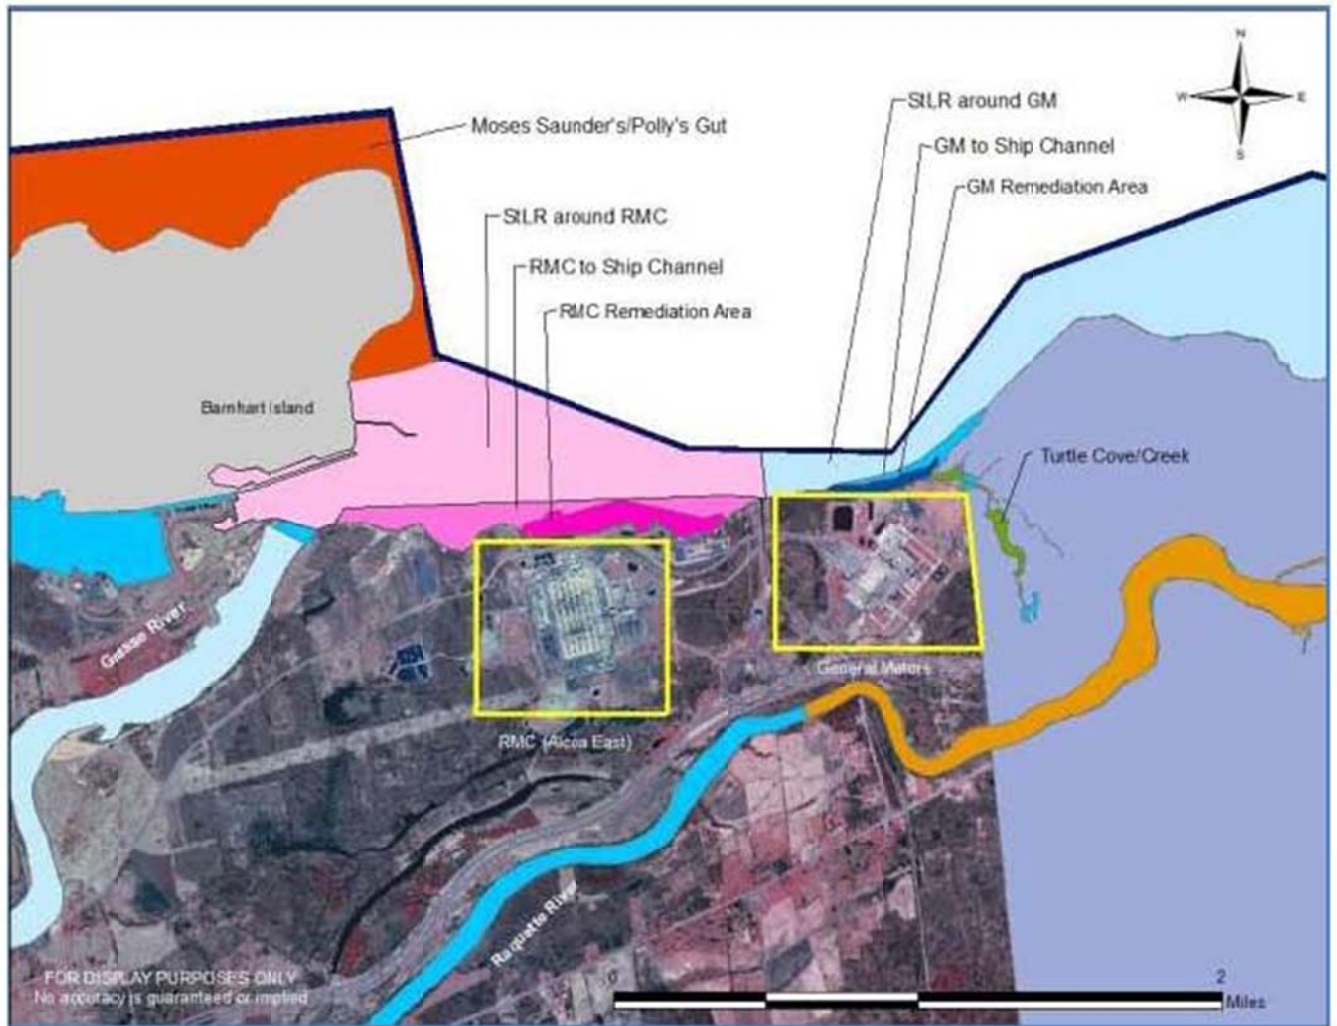 N
W E
S
StLR around GM
Moses Saunder's/Polly's Gut
GM to Ship Channel
GM Remediation Area
StLR around RMC
RMC to Ship Channel
RMC Remediation Area
Barnhart Island
Turtle Cove/Creek
Grasse River
General Motors
RMC (Alcoa East)
Raquette River
FOR DISPLAY PURPOSES ONLY
No accuracy is guaranteed or implied
0 2
Miles